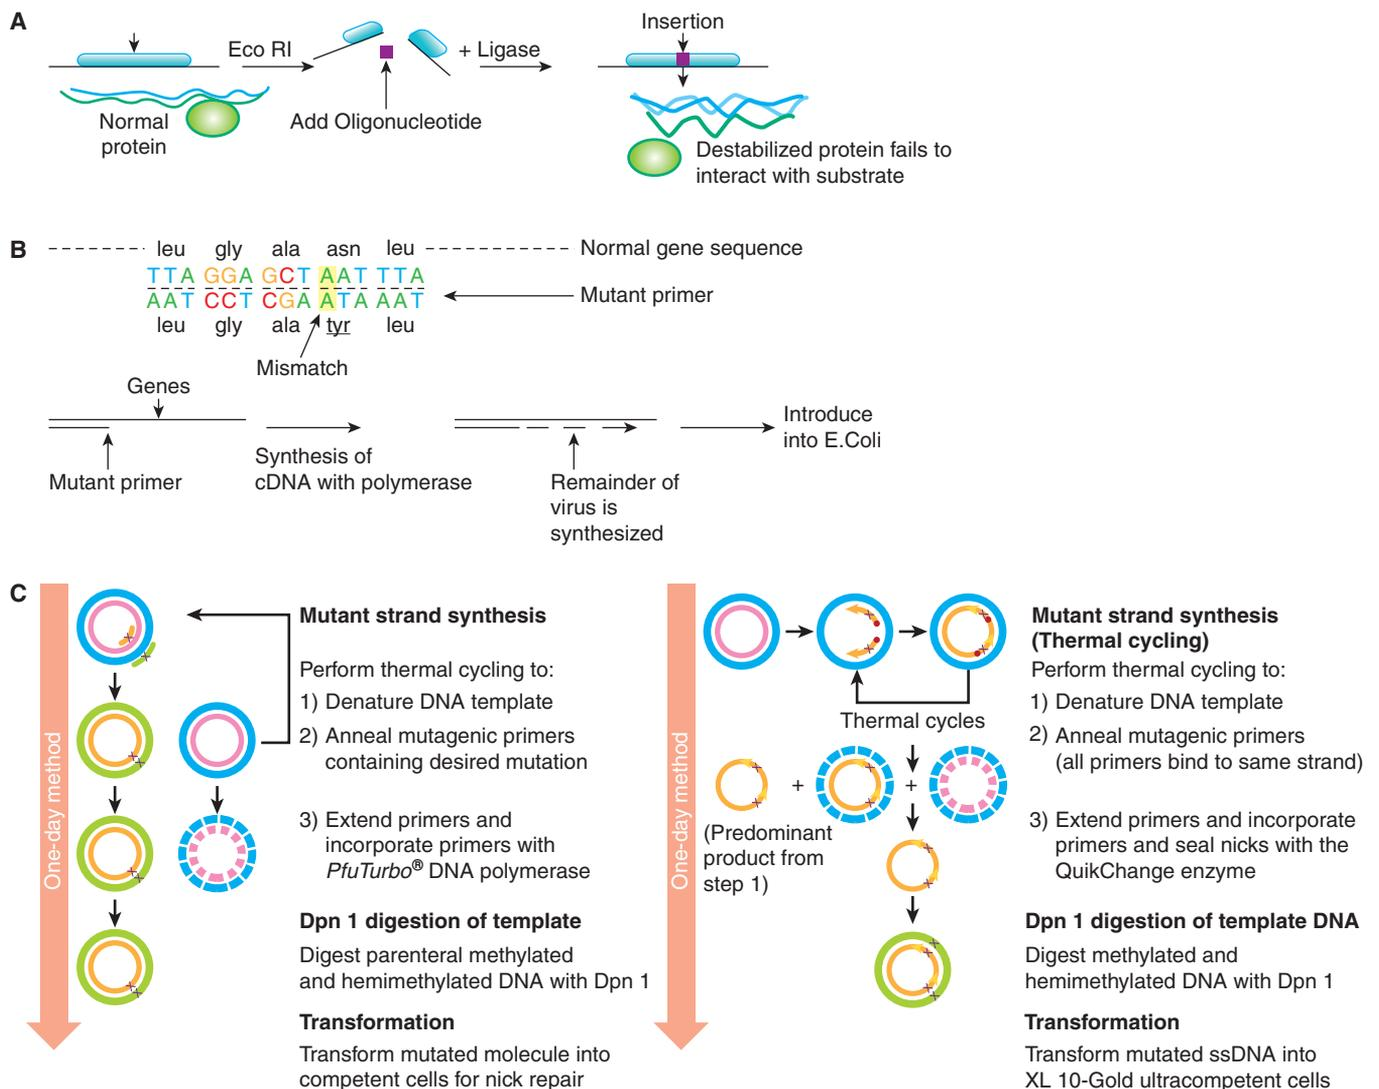 A
Eco RI
+ Ligase
Insertion
Normal
protein
Add Oligonucleotide
Destabilized protein fails to
interact with substrate
B
leu gly ala asn leu
Normal gene sequence
TTA GGA GCT AAT TTA
AAT CCT CGA ATA AAT
Mutant primer
leu gly ala tyr leu
Mismatch
Genes
Mutant primer
Synthesis of
cDNA with polymerase
Remainder of
virus is
synthesized
Introduce
into E.Coli
C
One-day method
Mutant strand synthesis
Perform thermal cycling to:
1) Denature DNA template
2) Anneal mutagenic primers
containing desired mutation
3) Extend primers and
incorporate primers with
PfuTurbo® DNA polymerase
Dpn 1 digestion of template
Digest parenteral methylated
and hemimethylated DNA with Dpn 1
Transformation
Transform mutated molecule into
competent cells for nick repair
One-day method
Thermal cycles
+
+
(Predominant
product from
step 1)
Mutant strand synthesis
(Thermal cycling)
Perform thermal cycling to:
1) Denature DNA template
2) Anneal mutagenic primers
(all primers bind to same strand)
3) Extend primers and incorporate
primers and seal nicks with the
QuikChange enzyme
Dpn 1 digestion of template DNA
Digest methylated and
hemimethylated DNA with Dpn 1
Transformation
Transform mutated ssDNA into
XL 10-Gold ultracompetent cells